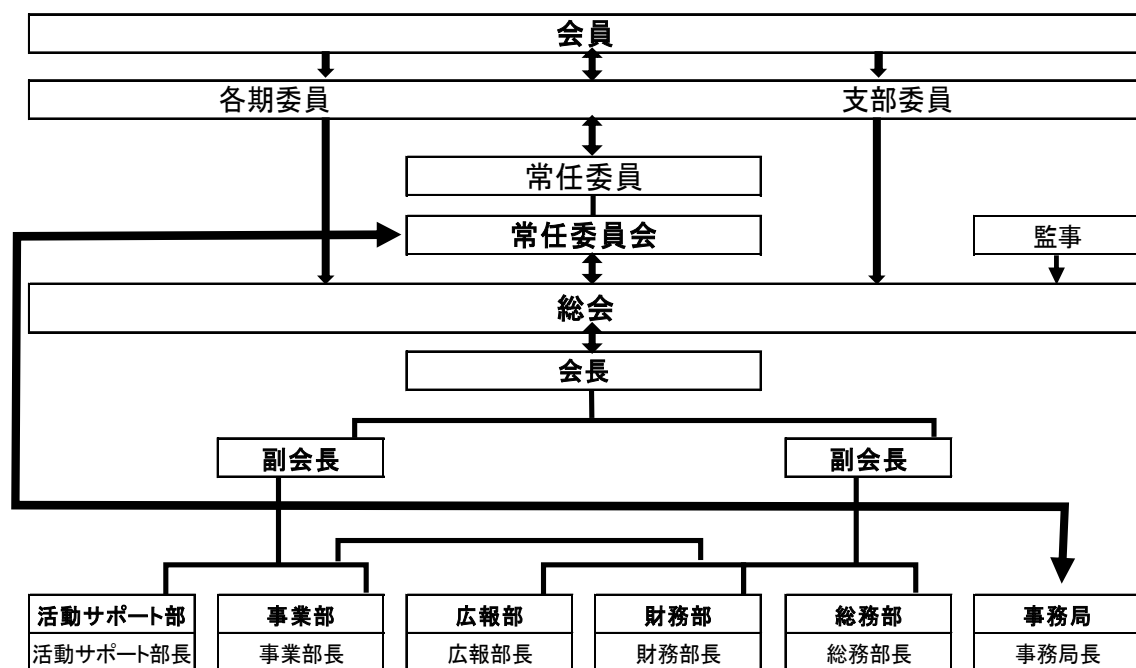 会員
各期委員 支部委員
常任委員
常任委員会 監事
総会
会長
副会長 副会長
活動サポート部 事業部 広報部 財務部 総務部 事務局
活動サポート部長 事業部長 広報部長 財務部長 総務部長 事務局長